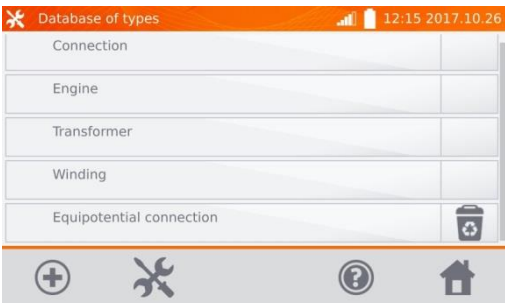 Database of types 12:15 2017.10.26
Connection
Engine
Transformer
Winding
Equipotential connection